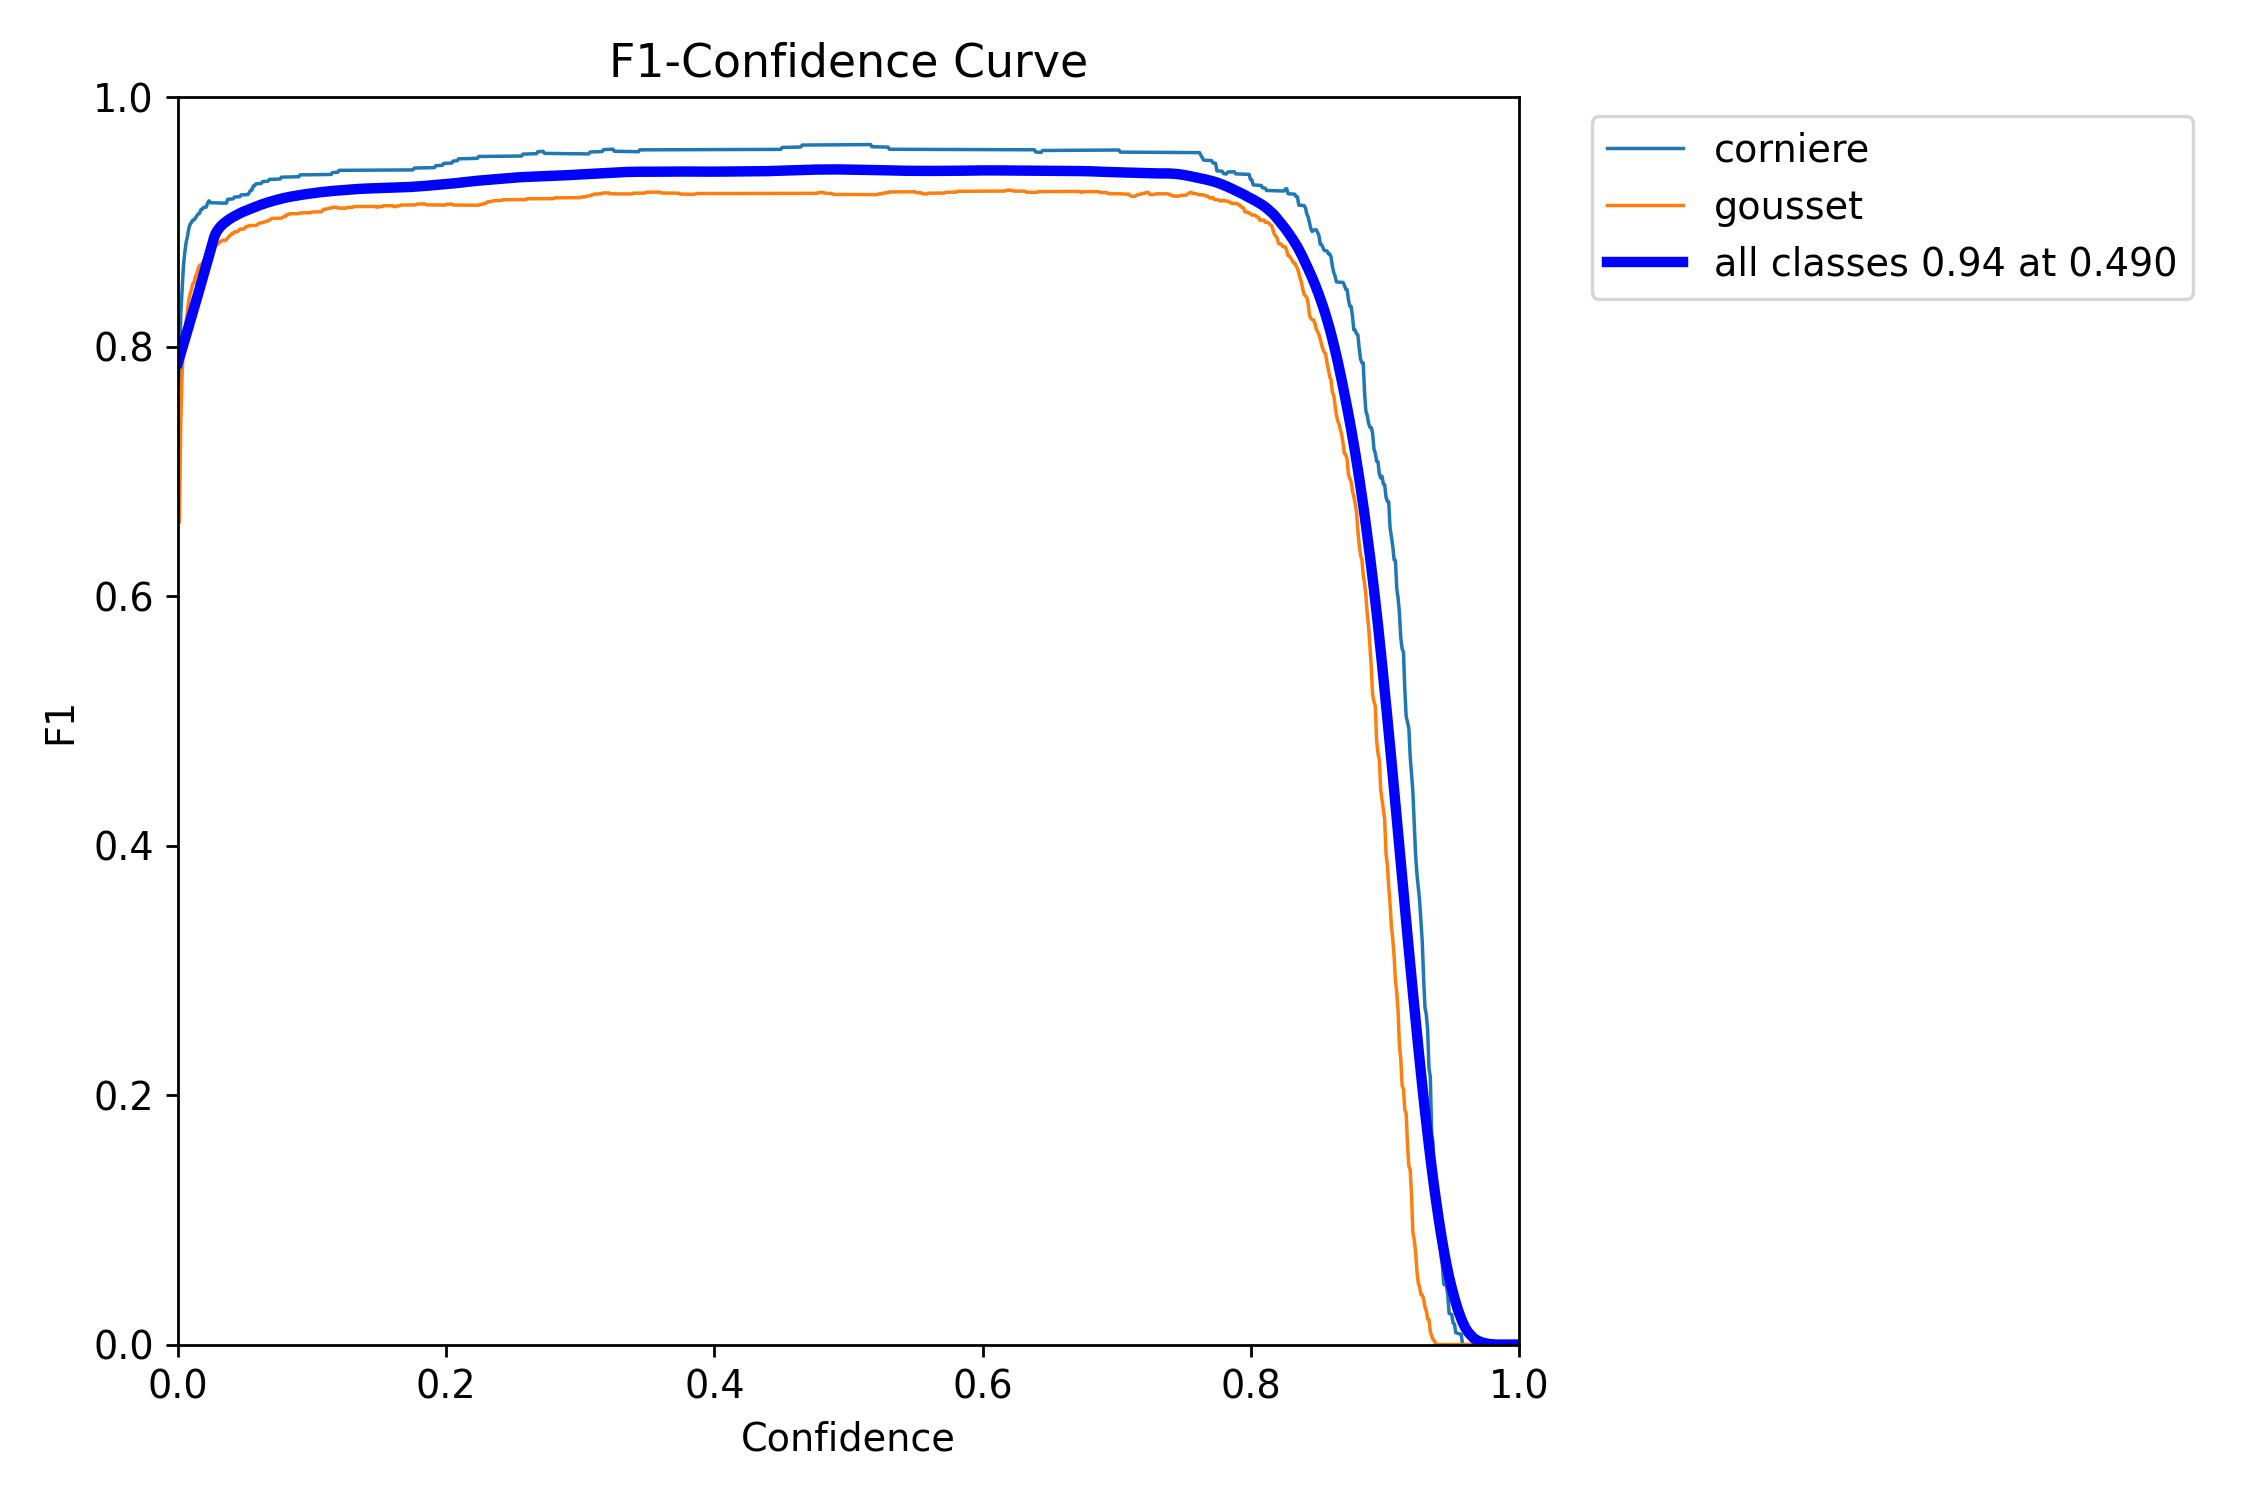 F1-Confidence Curve
1.0
0.8
0.6
0.4
0.2
0.0
F1
0.0 0.2 0.4 0.6 0.8 1.0
Confidence
corniere
gousset
all classes 0.94 at 0.490